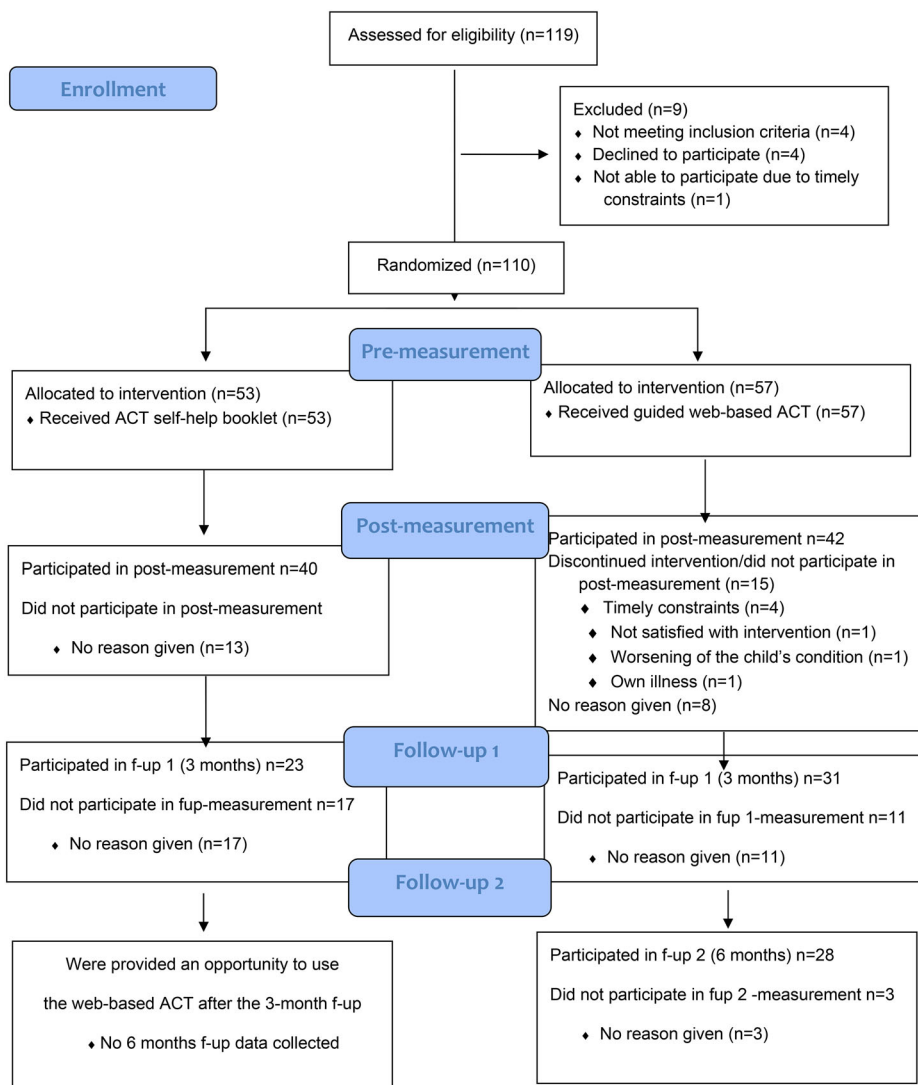 Assessed for eligibility (n=119)
Enrollment
Excluded (n=9)
♦ Not meeting inclusion criteria (n=4)
♦ Declined to participate (n=4)
♦ Not able to participate due to timely
constraints (n=1)
Randomized (n=110)
Pre-measurement
Allocated to intervention (n=53)
♦ Received ACT self-help booklet (n=53)
Allocated to intervention (n=57)
♦ Received guided web-based ACT (n=57)
Post-measurement
Participated in post-measurement n=40
Did not participate in post-measurement
♦ No reason given (n=13)
Participated in post-measurement n=42
Discontinued intervention/did not participate in
post-measurement (n=15)
♦ Timely constraints (n=4)
♦ Not satisfied with intervention (n=1)
♦ Worsening of the child's condition (n=1)
♦ Own illness (n=1)
No reason given (n=8)
Follow-up 1
Participated in f-up 1 (3 months) n=23
Did not participate in fup-measurement n=17
♦ No reason given (n=17)
Participated in f-up 1 (3 months) n=31
Did not participate in fup 1-measurement n=11
♦ No reason given (n=11)
Follow-up 2
Were provided an opportunity to use
the web-based ACT after the 3-month f-up
♦ No 6 months f-up data collected
Participated in f-up 2 (6 months) n=28
Did not participate in fup 2 -measurement n=3
♦ No reason given (n=3)